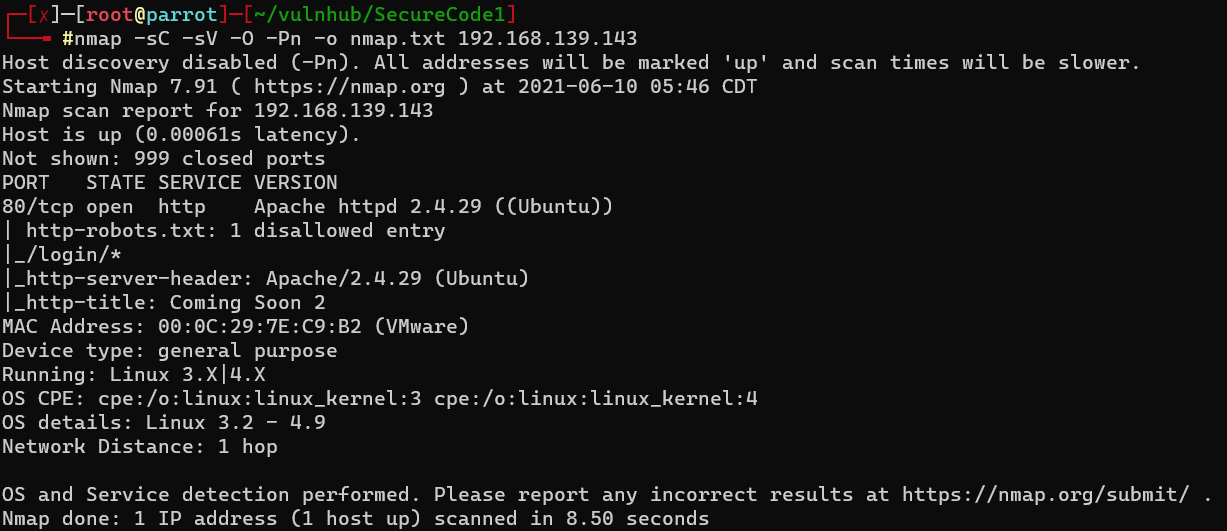 ┌─[✗]─[root@parrot]─[~/vulnhub/SecureCode1]
└──╼ #nmap -sC -sV -O -Pn -o nmap.txt 192.168.139.143
Host discovery disabled (-Pn). All addresses will be marked 'up' and scan times will be slower.
Starting Nmap 7.91 ( https://nmap.org ) at 2021-06-10 05:46 CDT
Nmap scan report for 192.168.139.143
Host is up (0.00061s latency).
Not shown: 999 closed ports
PORT   STATE SERVICE VERSION
80/tcp open  http    Apache httpd 2.4.29 ((Ubuntu))
| http-robots.txt: 1 disallowed entry
|_/login/*
|_http-server-header: Apache/2.4.29 (Ubuntu)
|_http-title: Coming Soon 2
MAC Address: 00:0C:29:7E:C9:B2 (VMware)
Device type: general purpose
Running: Linux 3.X|4.X
OS CPE: cpe:/o:linux:linux_kernel:3 cpe:/o:linux:linux_kernel:4
OS details: Linux 3.2 - 4.9
Network Distance: 1 hop

OS and Service detection performed. Please report any incorrect results at https://nmap.org/submit/ .
Nmap done: 1 IP address (1 host up) scanned in 8.50 seconds